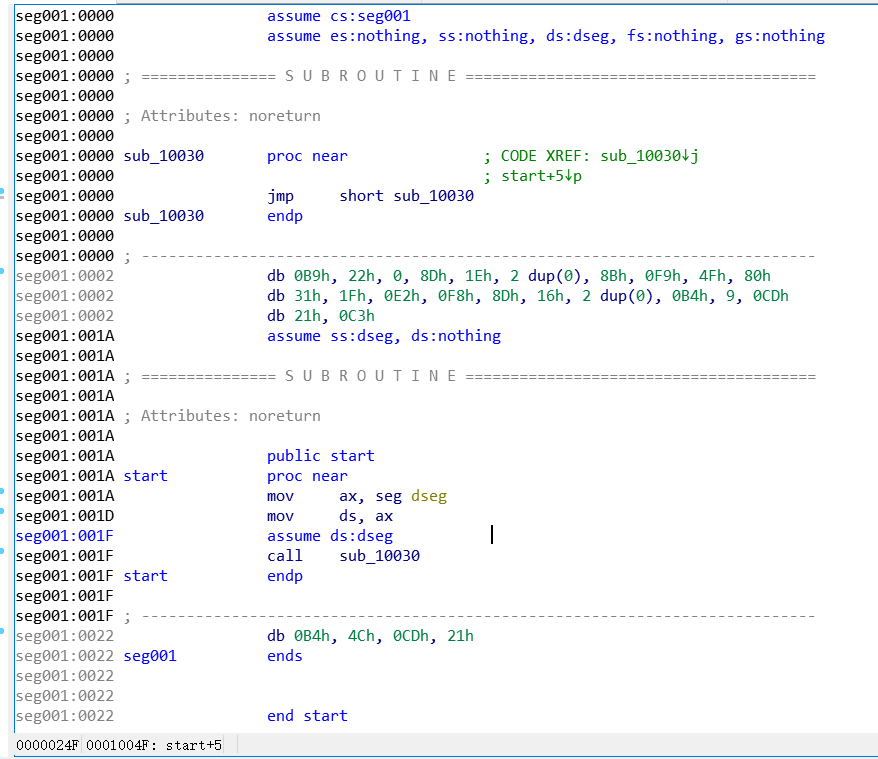 seg001:0000 assume cs:seg001
seg001:0000 assume es:nothing, ss:nothing, ds:dseg, fs:nothing, gs:nothing
seg001:0000
seg001:0000 ; =============== S U B R O U T I N E =======================================
seg001:0000
seg001:0000 ; Attributes: noreturn
seg001:0000
seg001:0000 sub_10030 proc near ; CODE XREF: sub_10030↓j
seg001:0000 ; start+5↓p
seg001:0000 jmp short sub_10030
seg001:0000 sub_10030 endp
seg001:0000
seg001:0000 ; ---------------------------------------------------------------------------
seg001:0002 db 0B9h, 22h, 0, 8Dh, 1Eh, 2 dup(0), 8Bh, 0F9h, 4Fh, 80h
seg001:0002 db 31h, 1Fh, 0E2h, 0F8h, 8Dh, 16h, 2 dup(0), 0B4h, 9, 0CDh
seg001:0002 db 21h, 0C3h
seg001:001A assume ss:dseg, ds:nothing
seg001:001A
seg001:001A ; =============== S U B R O U T I N E =======================================
seg001:001A
seg001:001A ; Attributes: noreturn
seg001:001A
seg001:001A public start
seg001:001A start proc near
seg001:001A mov ax, seg dseg
seg001:001D mov ds, ax
seg001:001F assume ds:dseg
seg001:001F call sub_10030
seg001:001F start endp
seg001:001F
seg001:001F ; ---------------------------------------------------------------------------
seg001:0022 db 0B4h, 4Ch, 0CDh, 21h
seg001:0022 seg001 ends
seg001:0022
seg001:0022
seg001:0022 end start
0000024F 0001004F: start+5